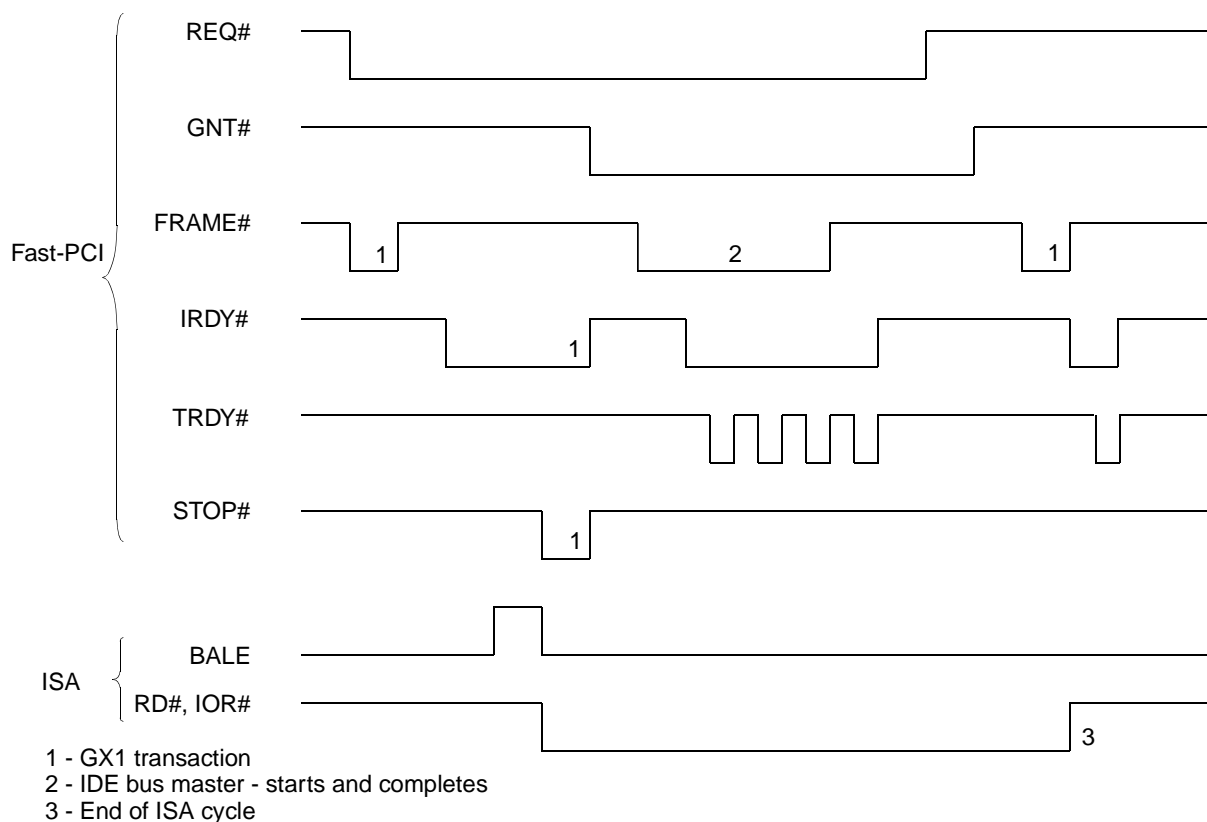 REQ#
GNT#
FRAME#
1
2
1
Fast-PCI
IRDY#
1
TRDY#
STOP#
1
BALE
ISA
RD#, IOR#
3
1 - GX1 transaction
2 - IDE bus master - starts and completes
3 - End of ISA cycle